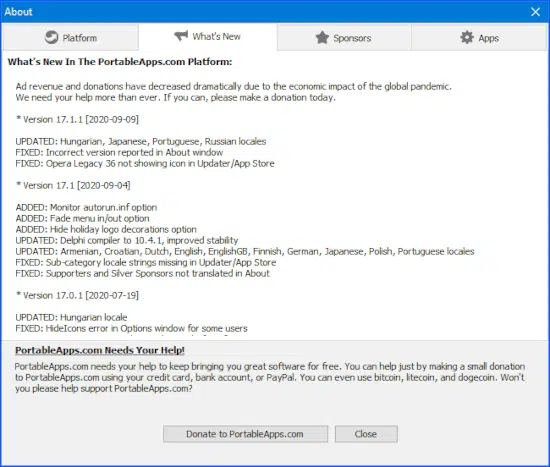 About
Platform
What's New
Sponsors
Apps
What's New In The PortableApps.com Platform:
Ad revenue and donations have decreased dramatically due to the economic impact of the global pandemic.
We need your help more than ever. If you can, please make a donation today.
* Version 17.1.1 [2020-09-09]
UPDATED: Hungarian, Japanese, Portuguese, Russian locales
FIXED: Incorrect version reported in About window
FIXED: Opera Legacy 36 not showing icon in Updater/App Store
* Version 17.1 [2020-09-04]
ADDED: Monitor autorun.inf option
ADDED: Fade menu in/out option
ADDED: Hide holiday logo decorations option
UPDATED: Delphi compiler to 10.4.1, improved stability
UPDATED: Armenian, Croatian, Dutch, English, EnglishGB, Finnish, German, Japanese, Polish, Portuguese locales
FIXED: Sub-category locale strings missing in Updater/App Store
FIXED: Supporters and Silver Sponsors not translated in About
* Version 17.0.1 [2020-07-19]
UPDATED: Hungarian locale
FIXED: HideIcons error in Options window for some users
PortableApps.com Needs Your Help!
PortableApps.com needs your help to keep bringing you great software for free. You can help just by making a small donation
to PortableApps.com using your credit card, bank account, or PayPal. You can even use bitcoin, litecoin, and dogecoin. Won't
you please help support PortableApps.com?
Donate to PortableApps.com
Close